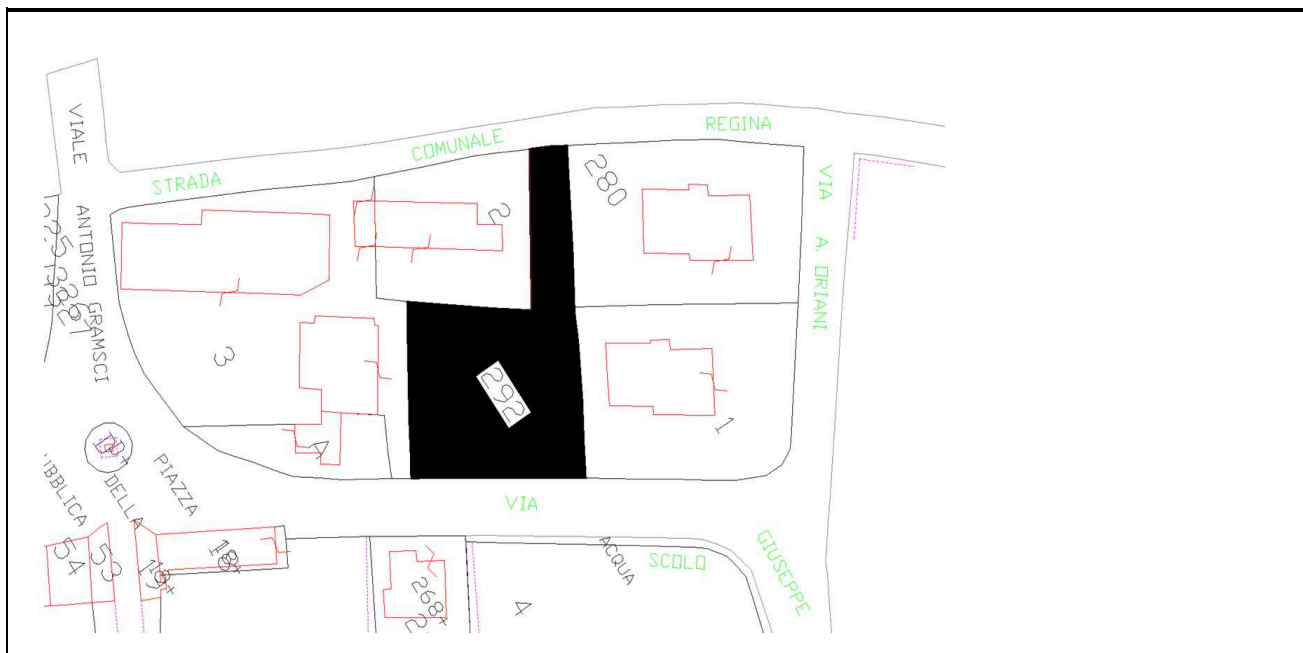 VIALE ANTONIO GRAMSCI
STRADA COMUNALE REGINA
VIA A. ORIANI
280
2
3
292
1
A
PIAZZA
DELLA
VIA
GIUSEPPE
SCOLO
ACQUA
54
53
19
18+
268+
4